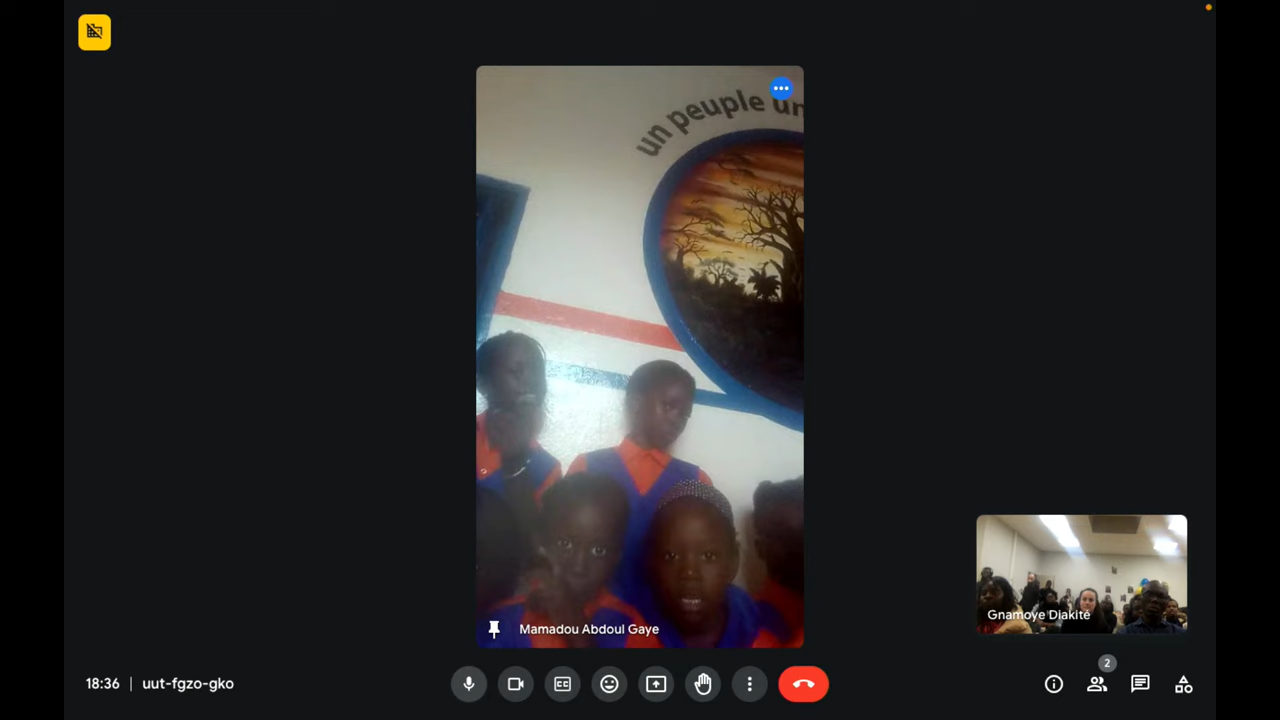 un peuple un
Mamadou Abdoul Gaye
Gnamoye Diakité
18:36 | uut-fgzo-gko
2